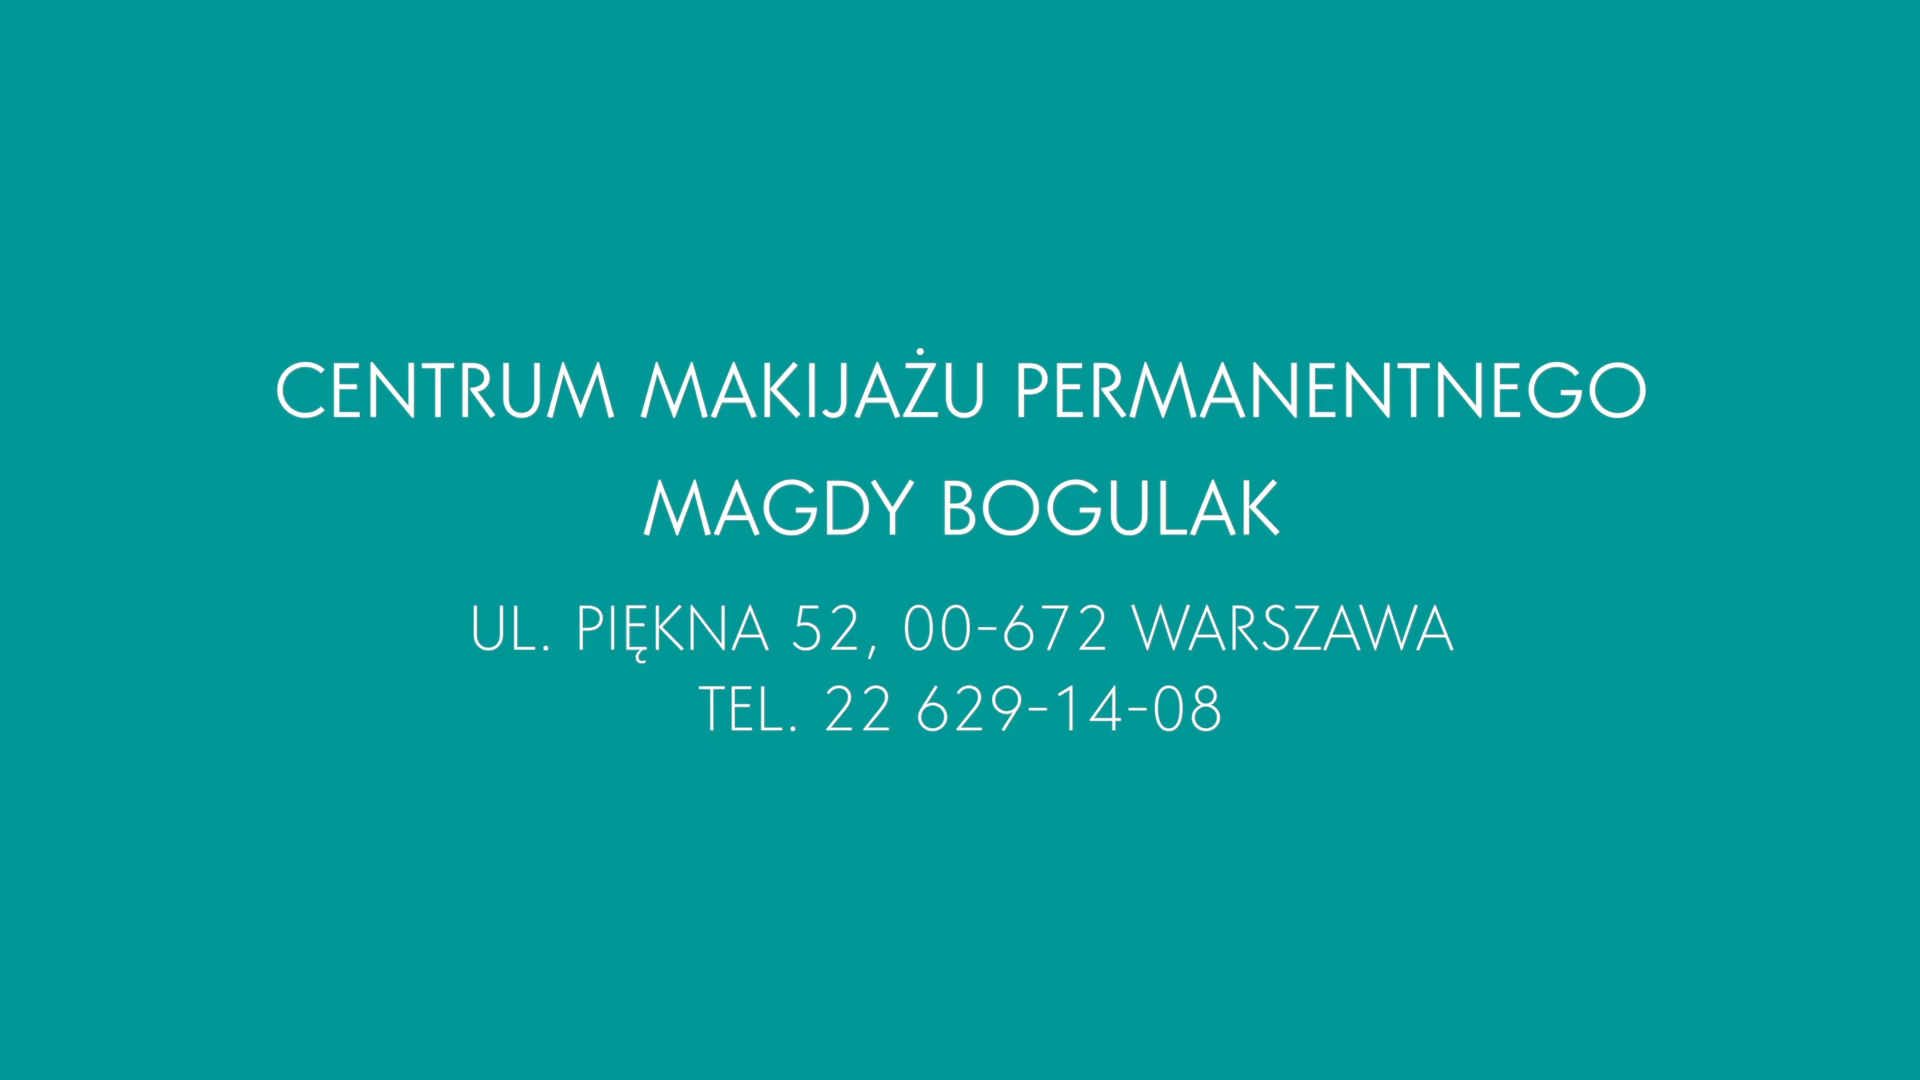 CENTRUM MAKIJAŻU PERMANENTNEGO
MAGDY BOGULAK
UL. PIĘKNA 52, 00-672 WARSZAWA
TEL. 22 629-14-08